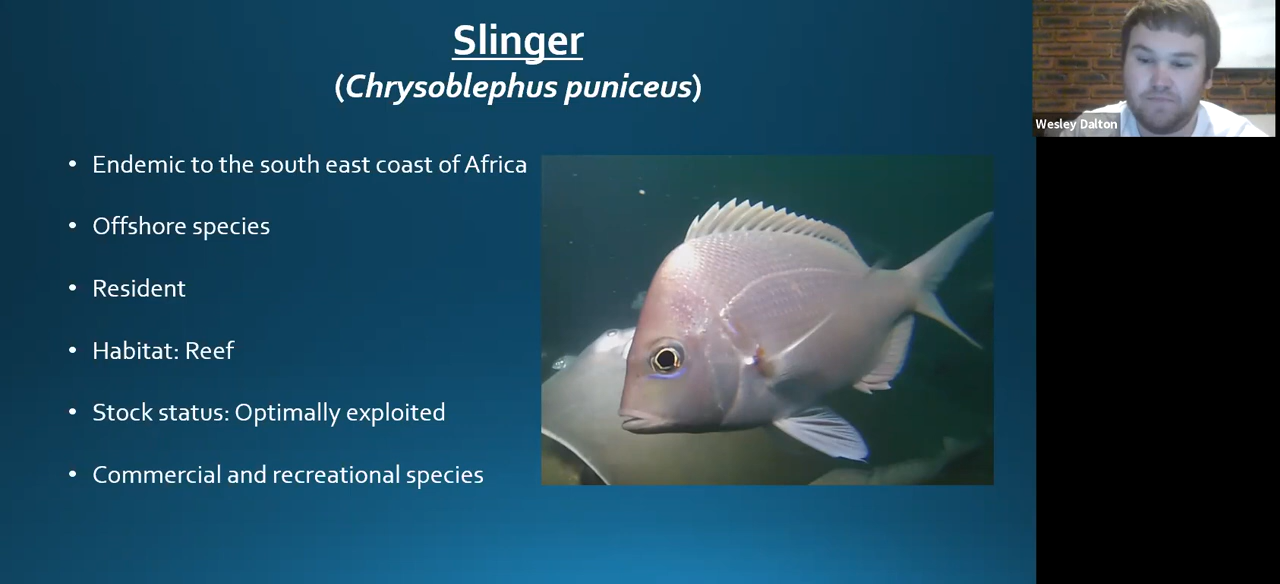 Slinger
(Chrysoblephus puniceus)
• Endemic to the south east coast of Africa
• Offshore species
• Resident
• Habitat: Reef
• Stock status: Optimally exploited
• Commercial and recreational species
Wesley Dalton